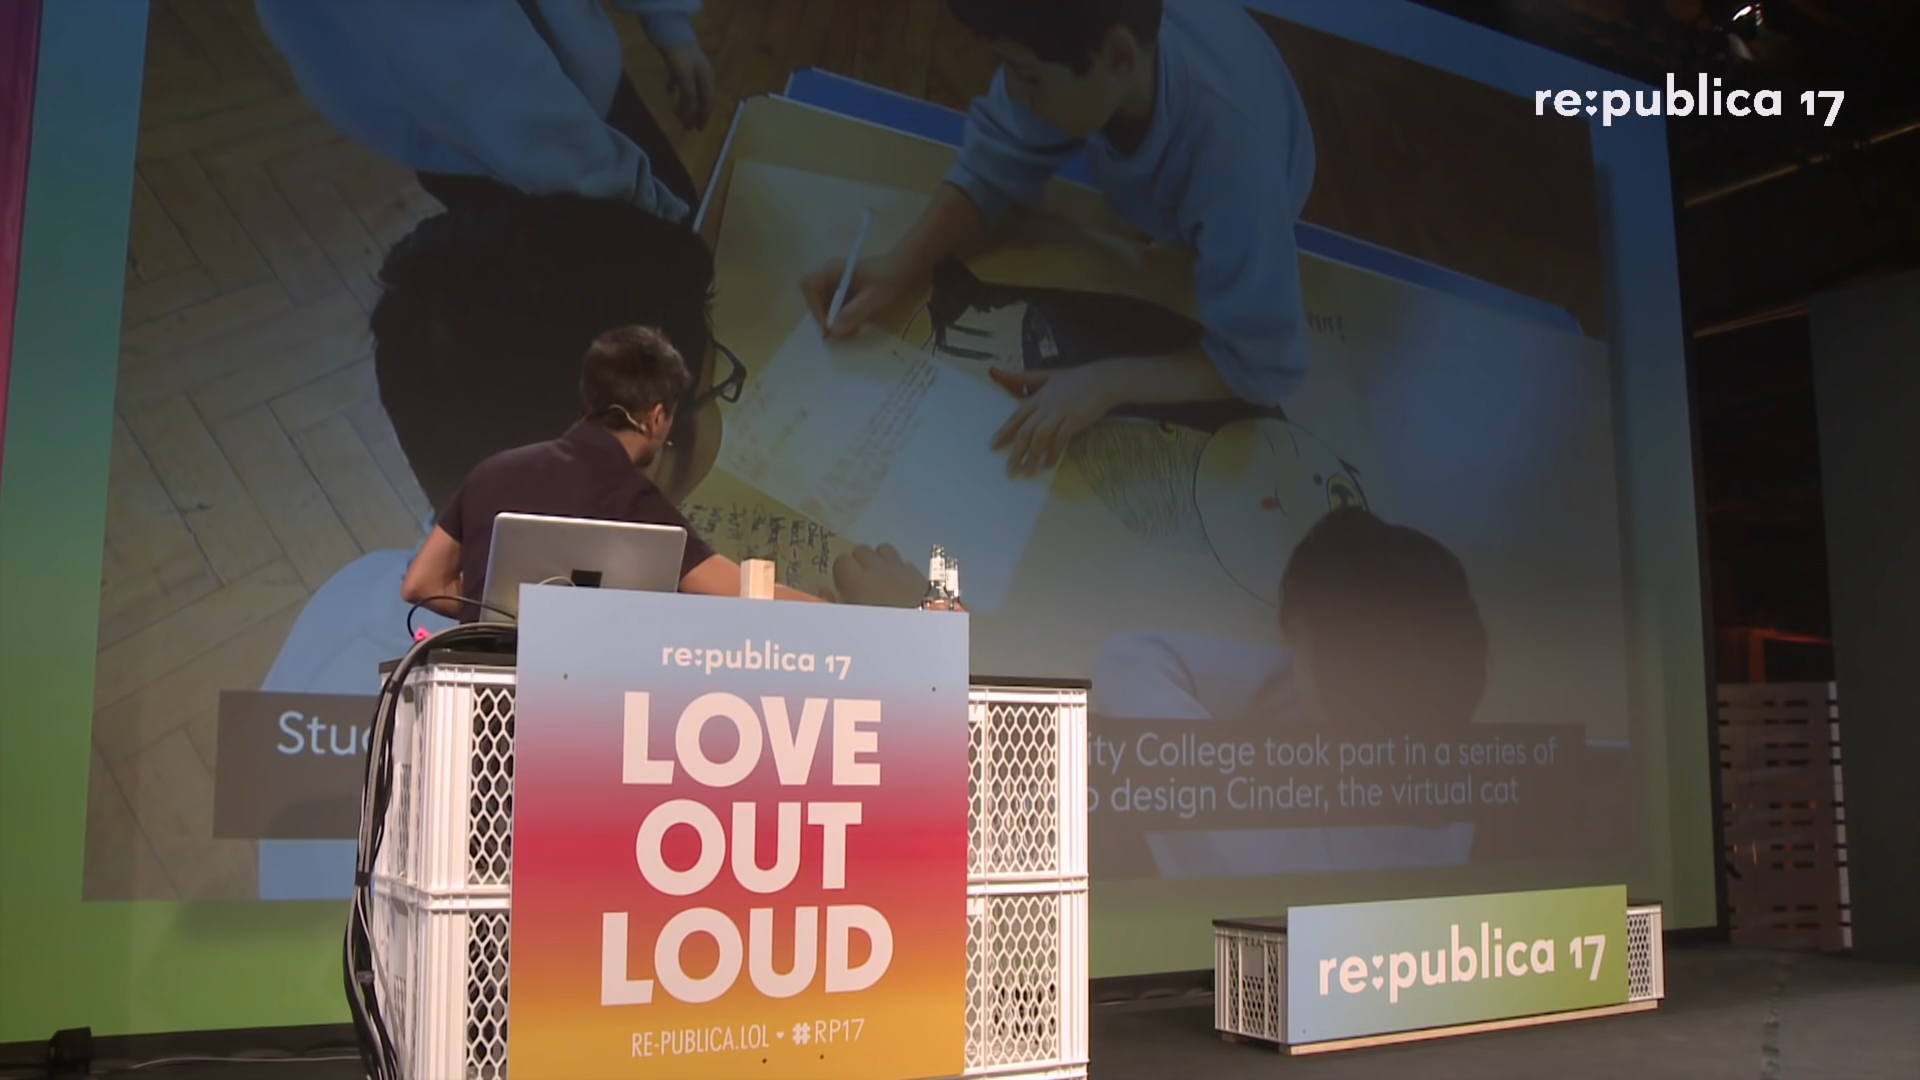 re:publica 17
Stu
ity College took part in a series of
design Cinder, the virtual cat
re:publica 17
LOVE
OUT
LOUD
RE-PUBLICA.LOL ♥ #RP17
re:publica 17